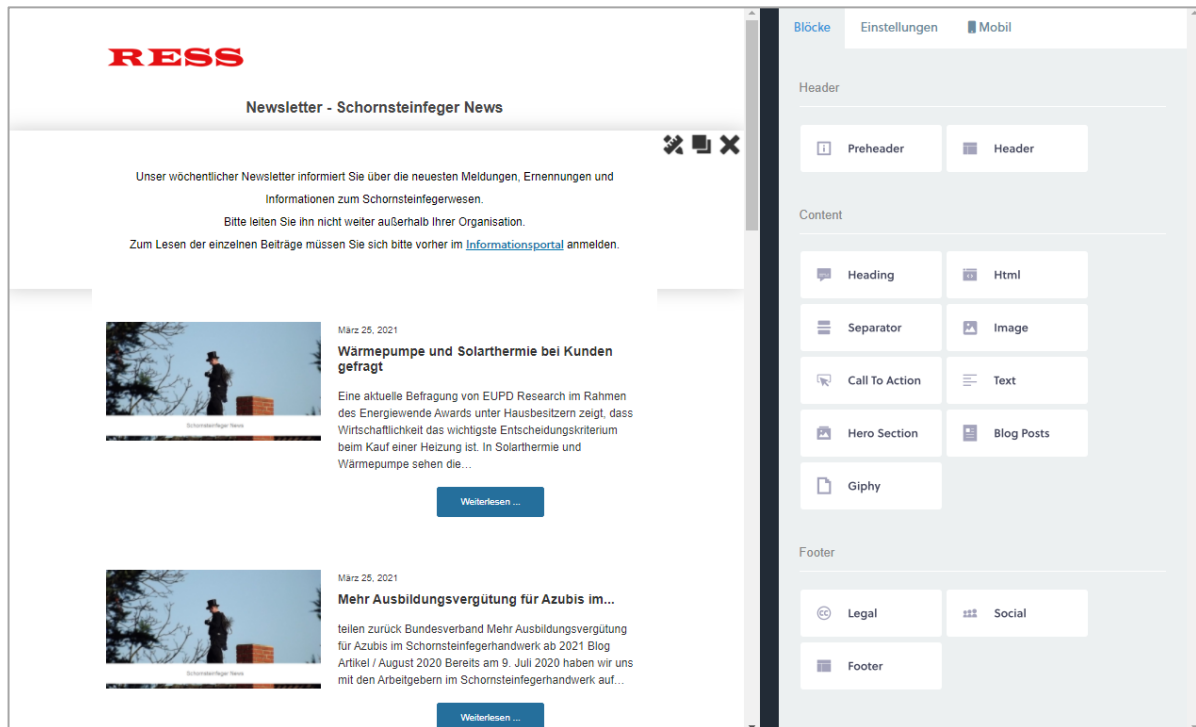 RESS
Newsletter - Schornsteinfeger News
Unser wöchentlicher Newsletter informiert Sie über die neuesten Meldungen, Ernennungen und
Informationen zum Schornsteinfegerwesen.
Bitte leiten Sie ihn nicht weiter außerhalb Ihrer Organisation.
Zum Lesen der einzelnen Beiträge müssen Sie sich bitte vorher im Informationsportal anmelden.
März 25, 2021
Wärmepumpe und Solarthermie bei Kunden
gefragt
Eine aktuelle Befragung von EUPD Research im Rahmen
des Energiewende Awards unter Hausbesitzern zeigt, dass
Wirtschaftlichkeit das wichtigste Entscheidungskriterium
beim Kauf einer Heizung ist. In Solarthermie und
Wärmepumpe sehen die…
Schornsteinfeger News
Weiterlesen ...
März 25, 2021
Mehr Ausbildungsvergütung für Azubis im...
teilen zurück Bundesverband Mehr Ausbildungsvergütung
für Azubis im Schornsteinfegerhandwerk ab 2021 Blog
Artikel / August 2020 Bereits am 9. Juli 2020 haben wir uns
mit den Arbeitgebern im Schornsteinfegerhandwerk auf…
Schornsteinfeger News
Weiterlesen ...
Blöcke Einstellungen Mobil
Header
Preheader Header
Content
Heading Html
Separator Image
Call To Action Text
Hero Section Blog Posts
Giphy
Footer
Legal Social
Footer